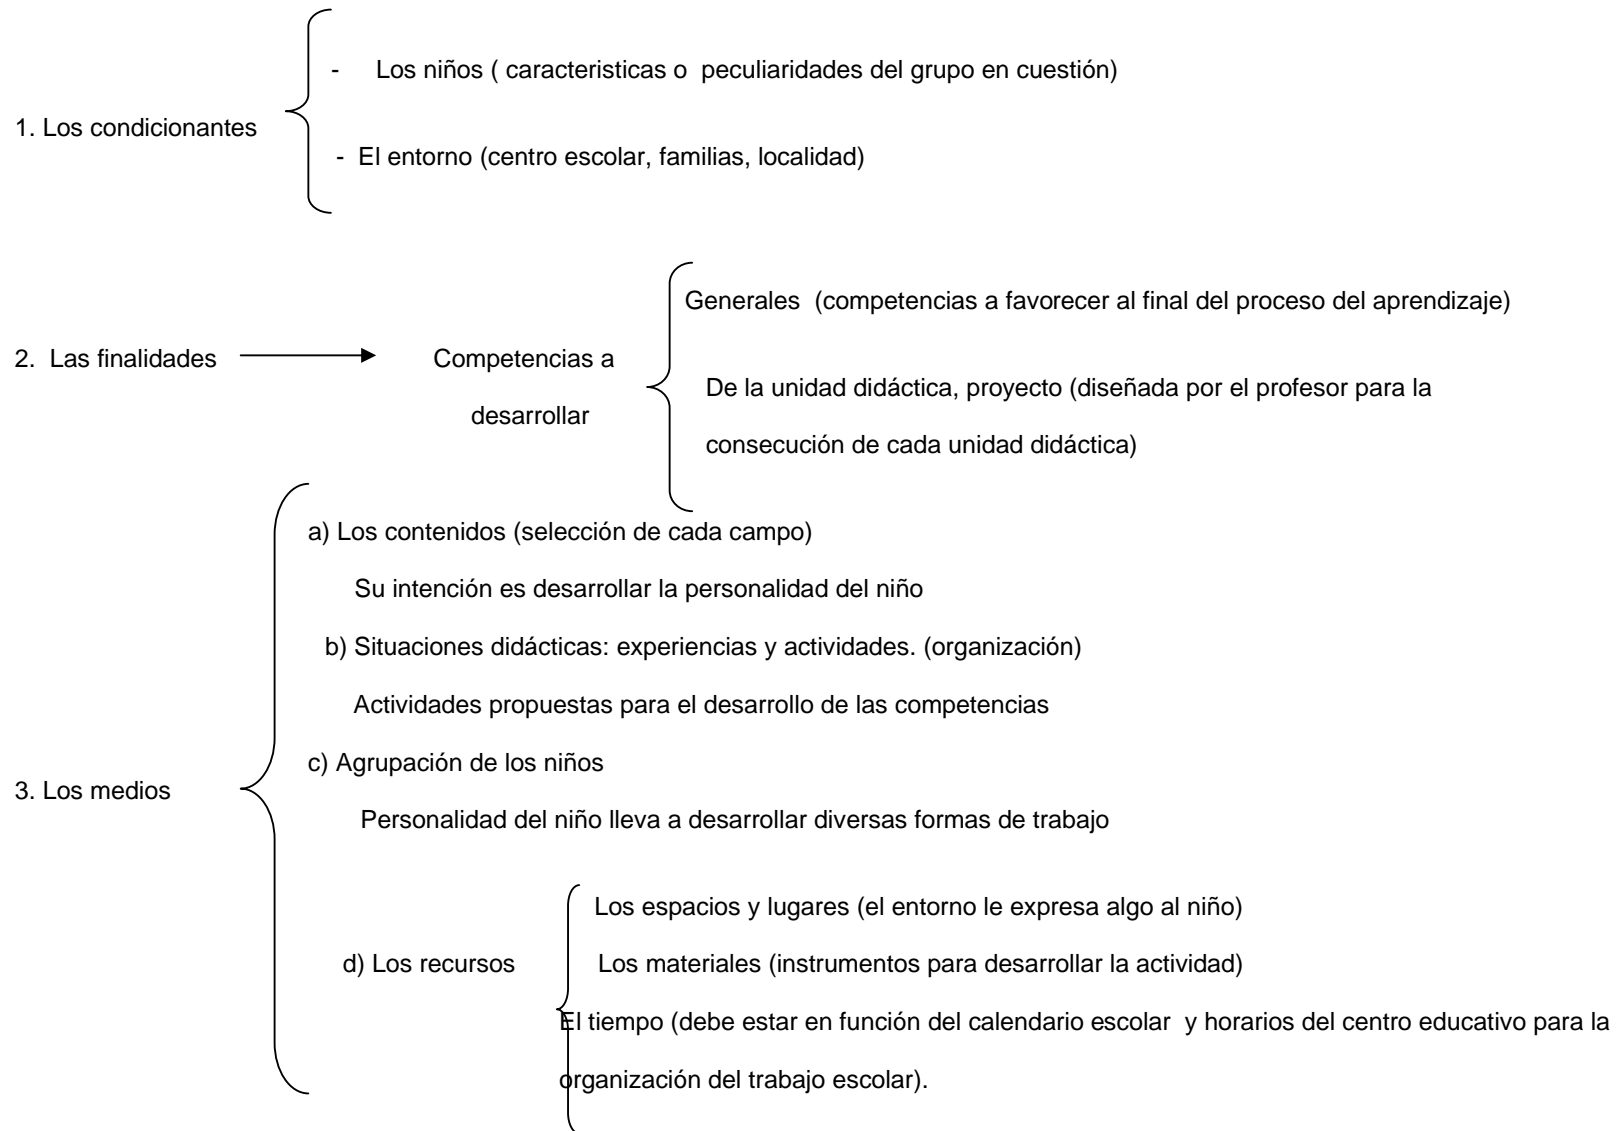 - Los niños ( caracteristicas o peculiaridades del grupo en cuestión)
1. Los condicionantes
- El entorno (centro escolar, familias, localidad)
Generales (competencias a favorecer al final del proceso del aprendizaje)
2. Las finalidades
Competencias a
desarrollar
De la unidad didáctica, proyecto (diseñada por el profesor para la
consecución de cada unidad didáctica)
a) Los contenidos (selección de cada campo)
Su intención es desarrollar la personalidad del niño
b) Situaciones didácticas: experiencias y actividades. (organización)
Actividades propuestas para el desarrollo de las competencias
c) Agrupación de los niños
3. Los medios
Personalidad del niño lleva a desarrollar diversas formas de trabajo
Los espacios y lugares (el entorno le expresa algo al niño)
d) Los recursos
Los materiales (instrumentos para desarrollar la actividad)
El tiempo (debe estar en función del calendario escolar y horarios del centro educativo para la
organización del trabajo escolar).